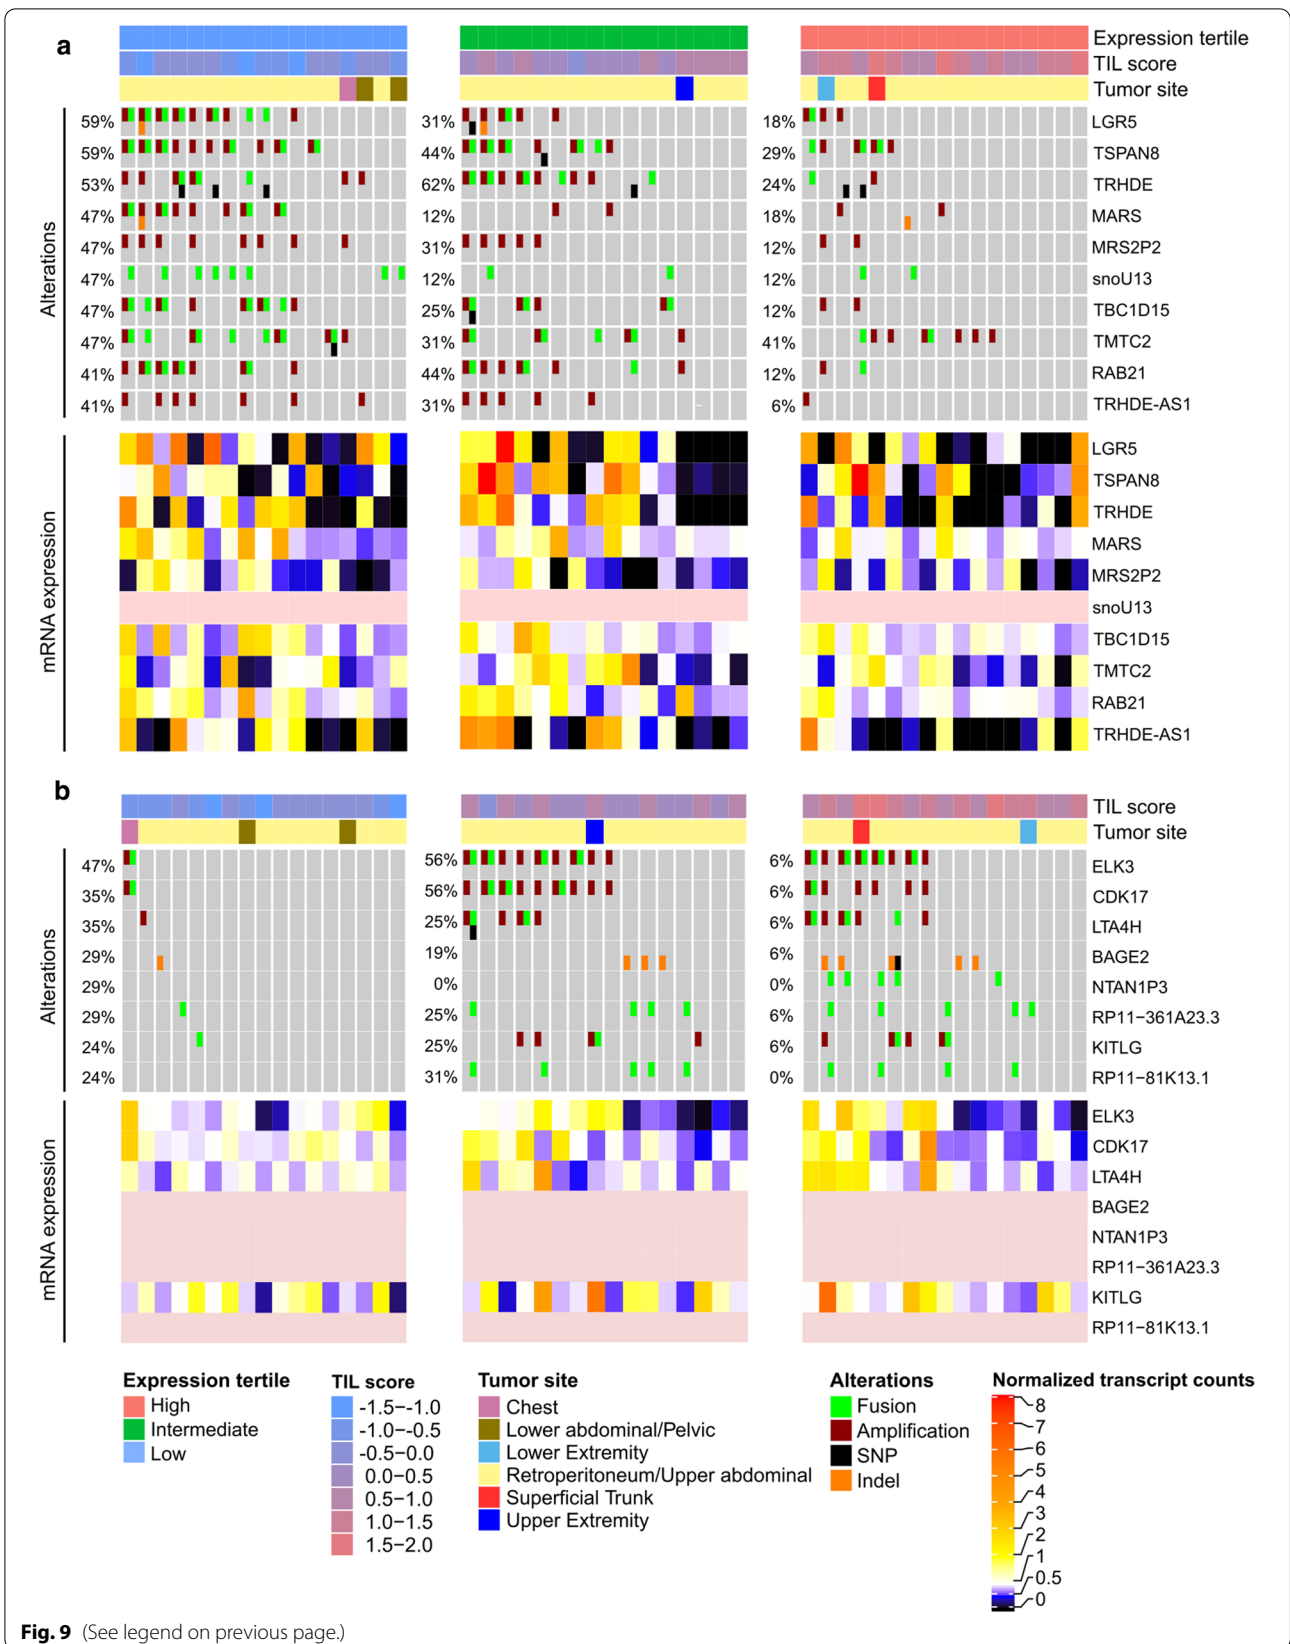 a
Expression tertile
TIL score
Tumor site
Alterations
59% 31% 18% LGR5
59% 44% 29% TSPAN8
53% 62% 24% TRHDE
47% 12% 18% MARS
47% 31% 12% MRS2P2
47% 12% 12% snoU13
47% 25% 12% TBC1D15
47% 31% 41% TMTC2
41% 44% 12% RAB21
41% 31% 6% TRHDE−AS1
mRNA expression
LGR5
TSPAN8
TRHDE
MARS
MRS2P2
snoU13
TBC1D15
TMTC2
RAB21
TRHDE-AS1
b
TIL score
Tumor site
Alterations
47% 56% 6% ELK3
35% 56% 6% CDK17
35% 25% 6% LTA4H
29% 19% 6% BAGE2
29% 0% 0% NTAN1P3
29% 25% 6% RP11−361A23.3
24% 25% 6% KITLG
24% 31% 0% RP11−81K13.1
mRNA expression
ELK3
CDK17
LTA4H
BAGE2
NTAN1P3
RP11−361A23.3
KITLG
RP11−81K13.1
Expression tertile
High
Intermediate
Low
TIL score
-1.5−-1.0
-1.0−-0.5
-0.5−0.0
0.0−0.5
0.5−1.0
1.0−1.5
1.5−2.0
Tumor site
Chest
Lower abdominal/Pelvic
Lower Extremity
Retroperitoneum/Upper abdominal
Superficial Trunk
Upper Extremity
Alterations
Fusion
Amplification
SNP
Indel
Normalized transcript counts
8
7
6
5
4
3
2
1
0.5
0
Fig. 9 (See legend on previous page.)